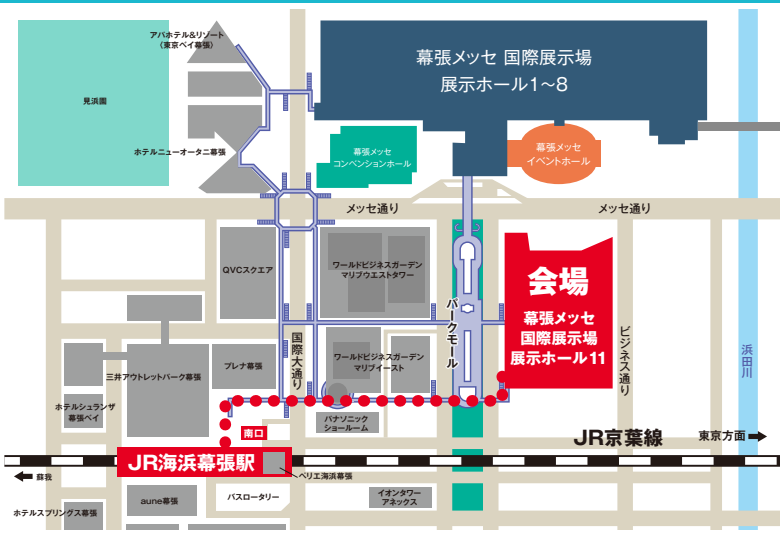 アパホテル&リゾート
(東京ベイ幕張)
見浜園
幕張メッセ 国際展示場
展示ホール1~8
ホテルニューオータニ幕張
幕張メッセ
コンベンションホール
幕張メッセ
イベントホール
メッセ通り
メッセ通り
QVCスクエア
ワールドビジネスガーデン
マリブウエストタワー
パークモール
会場
幕張メッセ
国際展示場
展示ホール11
ビジネス通り
浜田川
国際大通り
三井アウトレットパーク幕張
プレナ幕張
ワールドビジネスガーデン
マリブイースト
ホテルシュランザ
幕張ベイ
パナソニック
ショールーム
南口
JR京葉線
東京方面
JR海浜幕張駅
蘇我
ペリエ海浜幕張
aune幕張
バスロータリー
イオンタワー
アネックス
ホテルスプリングス幕張